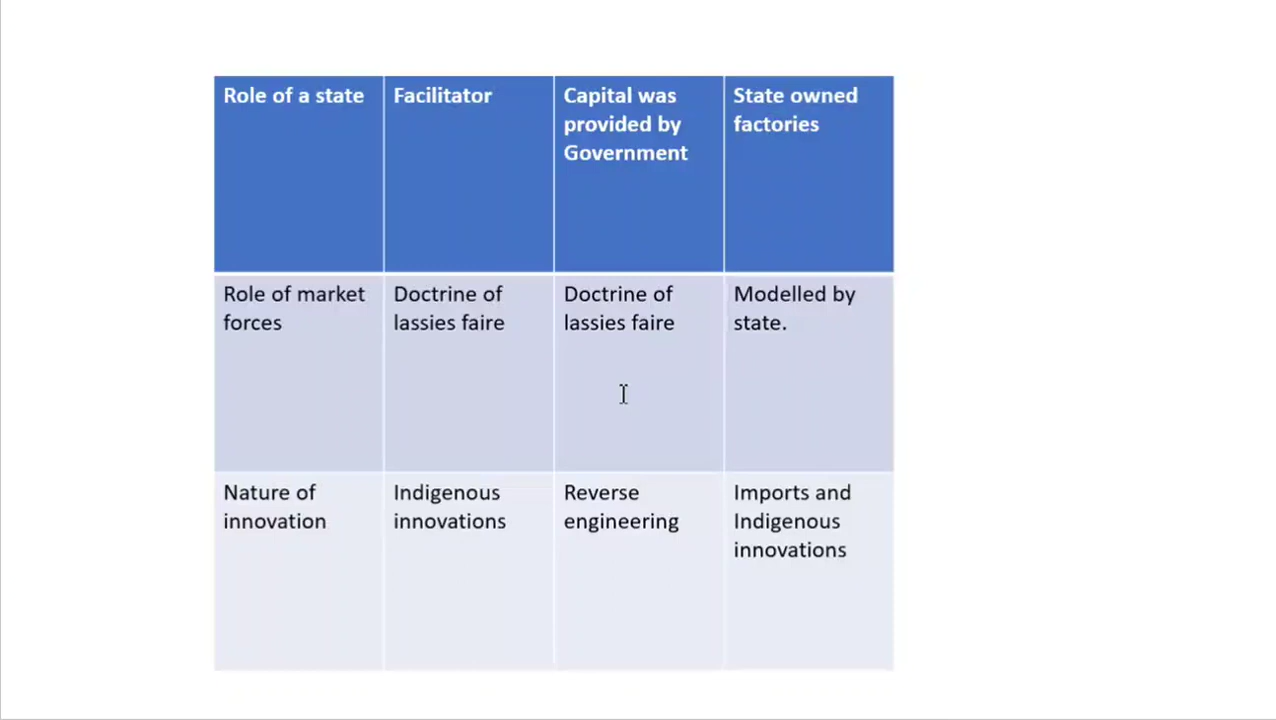 Role of a state
Facilitator
Capital was
provided by
Government
State owned
factories
Role of market
forces
Doctrine of
lassies faire
Doctrine of
lassies faire
Modelled by
state.
Nature of
innovation
Indigenous
innovations
Reverse
engineering
Imports and
Indigenous
innovations